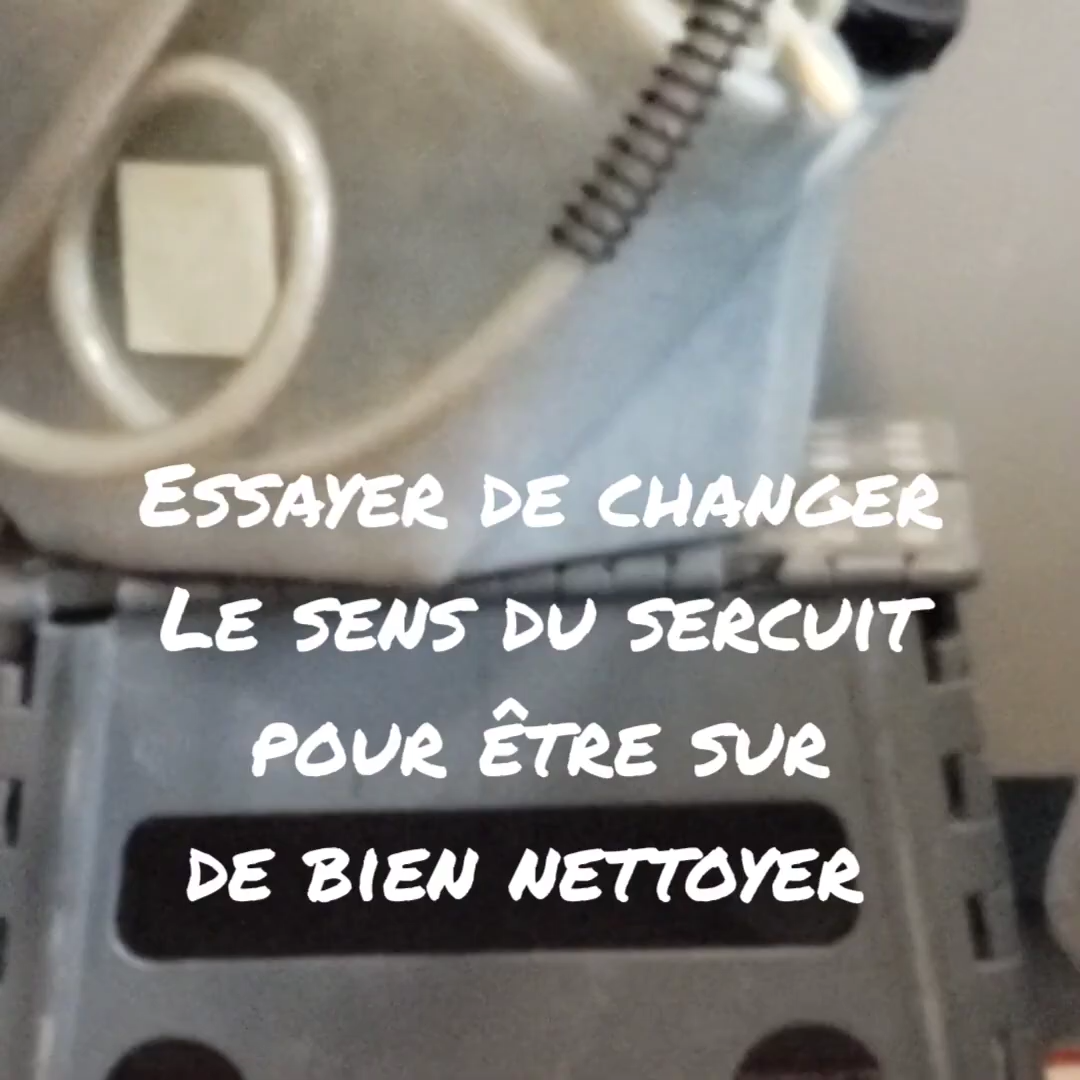 Essayer de changer
Le sens du sercuit
pour être sur
de bien nettoyer